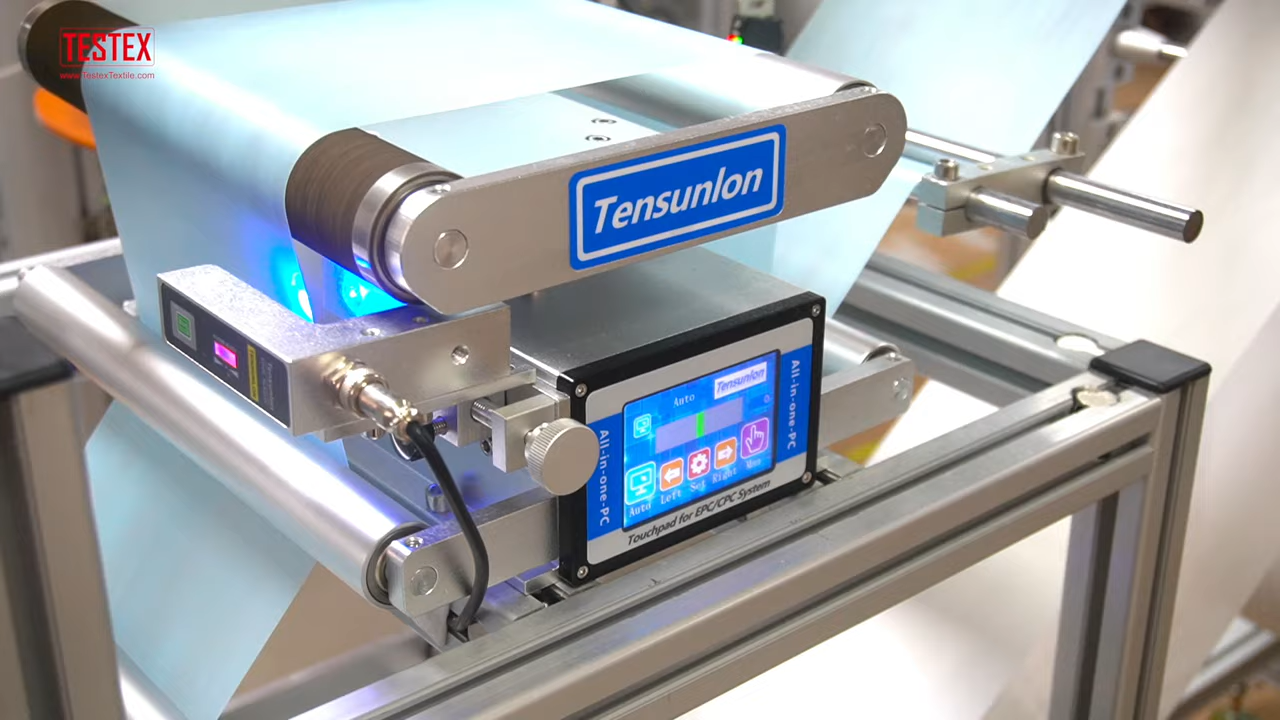 TESTEX
www.TestexTextile.com
Tensunlon
Tensunlon
Auto
Auto
Left
Set
Right
Man
All-in-one-PC
All-in-one-PC
Touchpad for EPC/CPC System